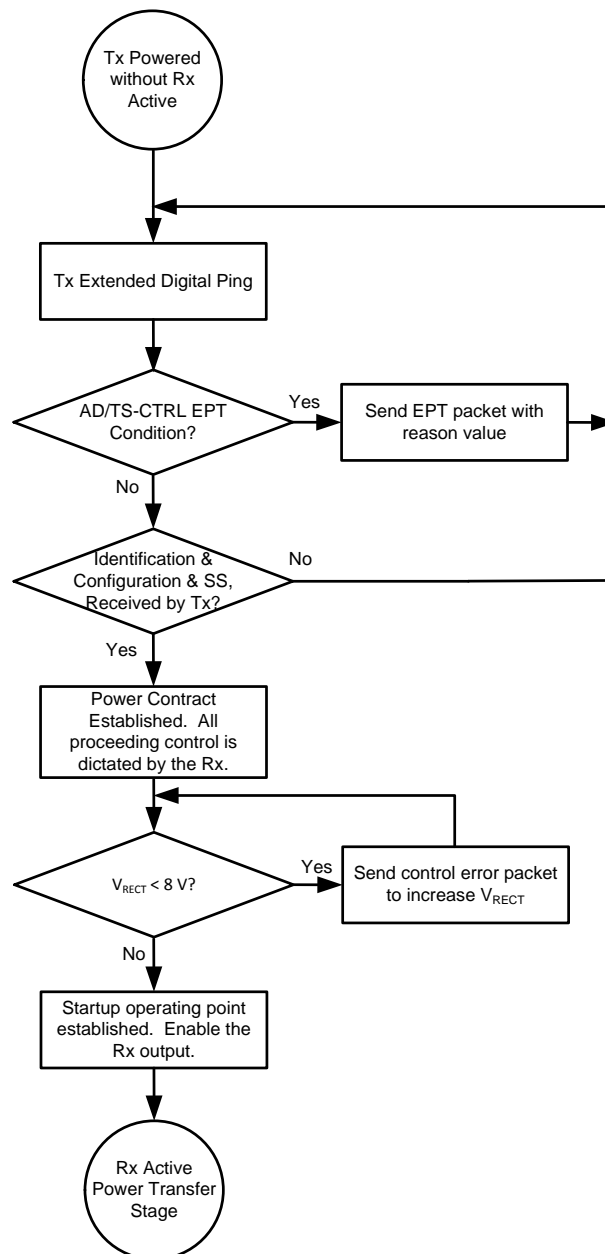 Tx Powered
without Rx
Active
Tx Extended Digital Ping
AD/TS-CTRL EPT
Condition?
Yes
Send EPT packet with
reason value
No
Identification &
Configuration & SS,
Received by Tx?
No
Yes
Power Contract
Established. All
proceeding control is
dictated by the Rx.
VRECT < 8 V?
Yes
Send control error packet
to increase VRECT
No
Startup operating point
established. Enable the
Rx output.
Rx Active
Power Transfer
Stage